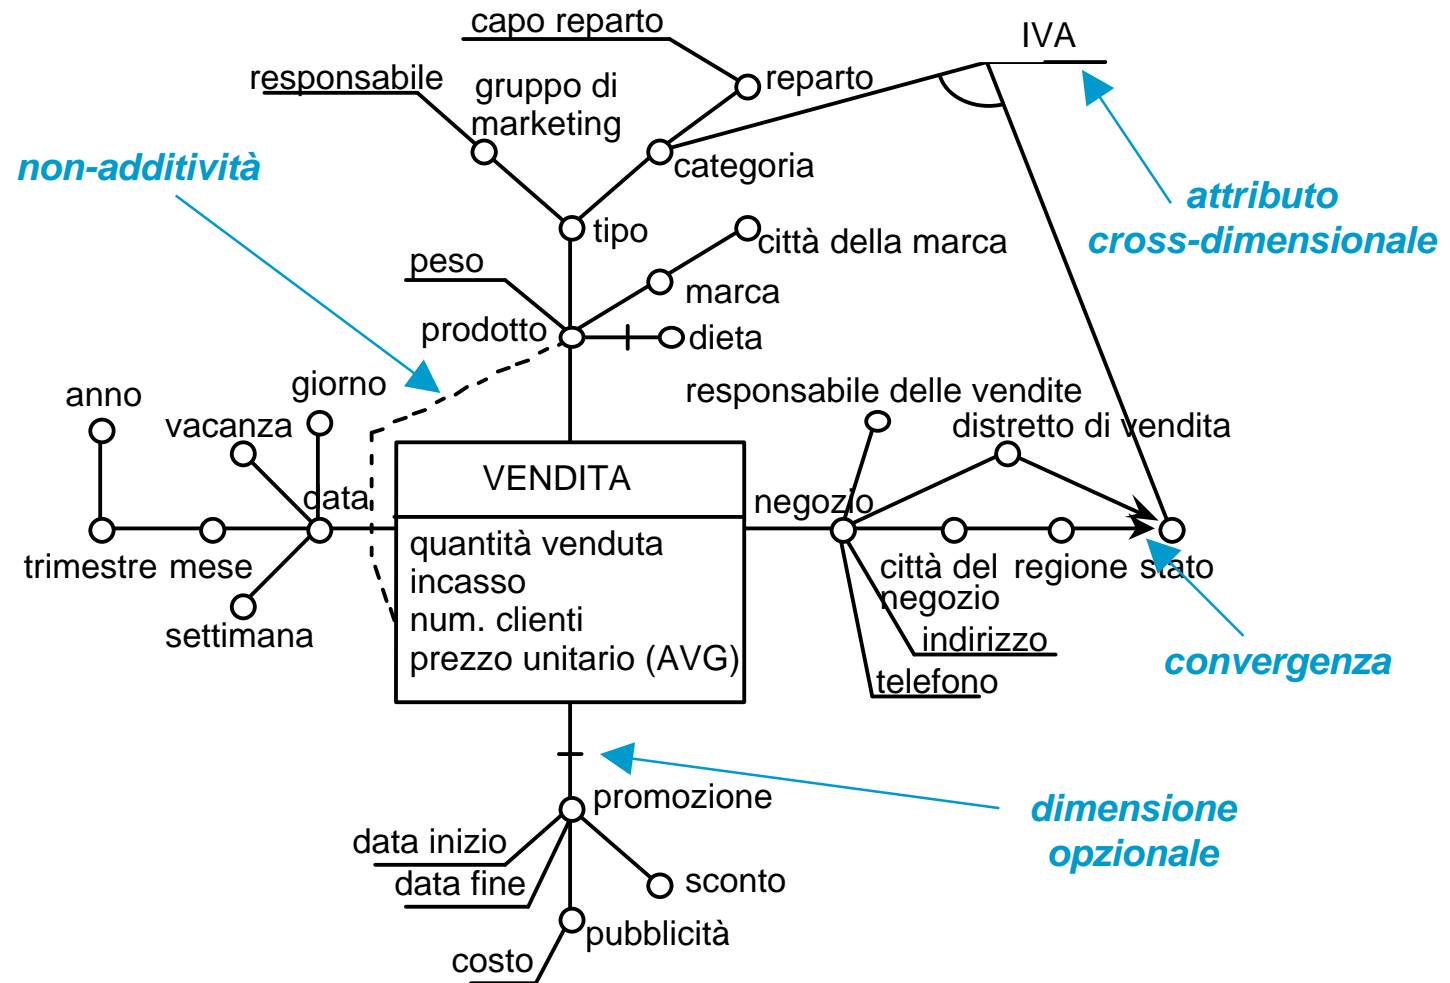 capo reparto
IVA
responsabile
gruppo di
marketing
reparto
non-additività
categoria
attributo
cross-dimensionale
tipo
città della marca
peso
marca
prodotto
dieta
anno
giorno
vacanza
responsabile delle vendite
distretto di vendita
data
VENDITA
negozio
trimestre
mese
quantità venduta
incasso
num. clienti
prezzo unitario (AVG)
città del
negozio
regione
stato
settimana
indirizzo
telefono
convergenza
promozione
dimensione
opzionale
data inizio
data fine
sconto
pubblicità
costo